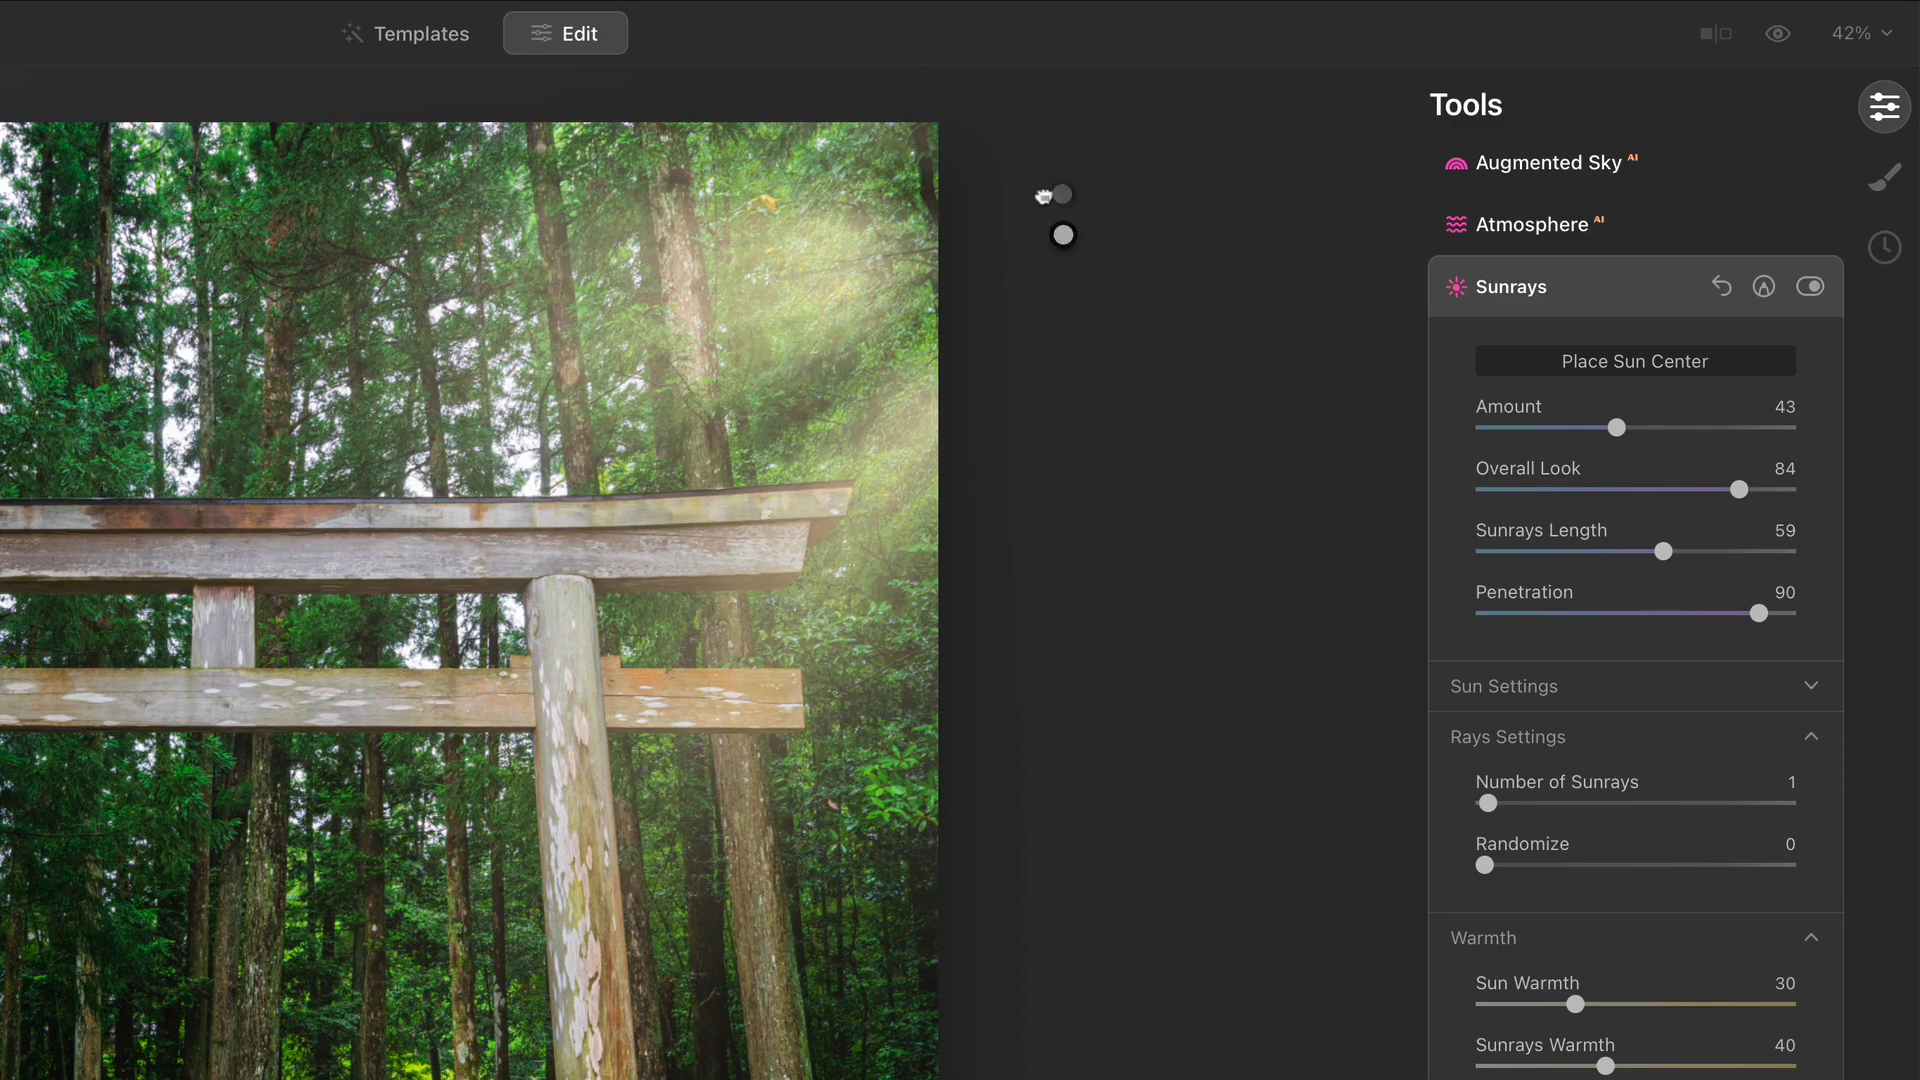 Templates
Edit
42%
Tools
Augmented Sky AI
Atmosphere AI
Sunrays
Place Sun Center
Amount 43
Overall Look 84
Sunrays Length 59
Penetration 90
Sun Settings
Rays Settings
Number of Sunrays 1
Randomize 0
Warmth
Sun Warmth 30
Sunrays Warmth 40